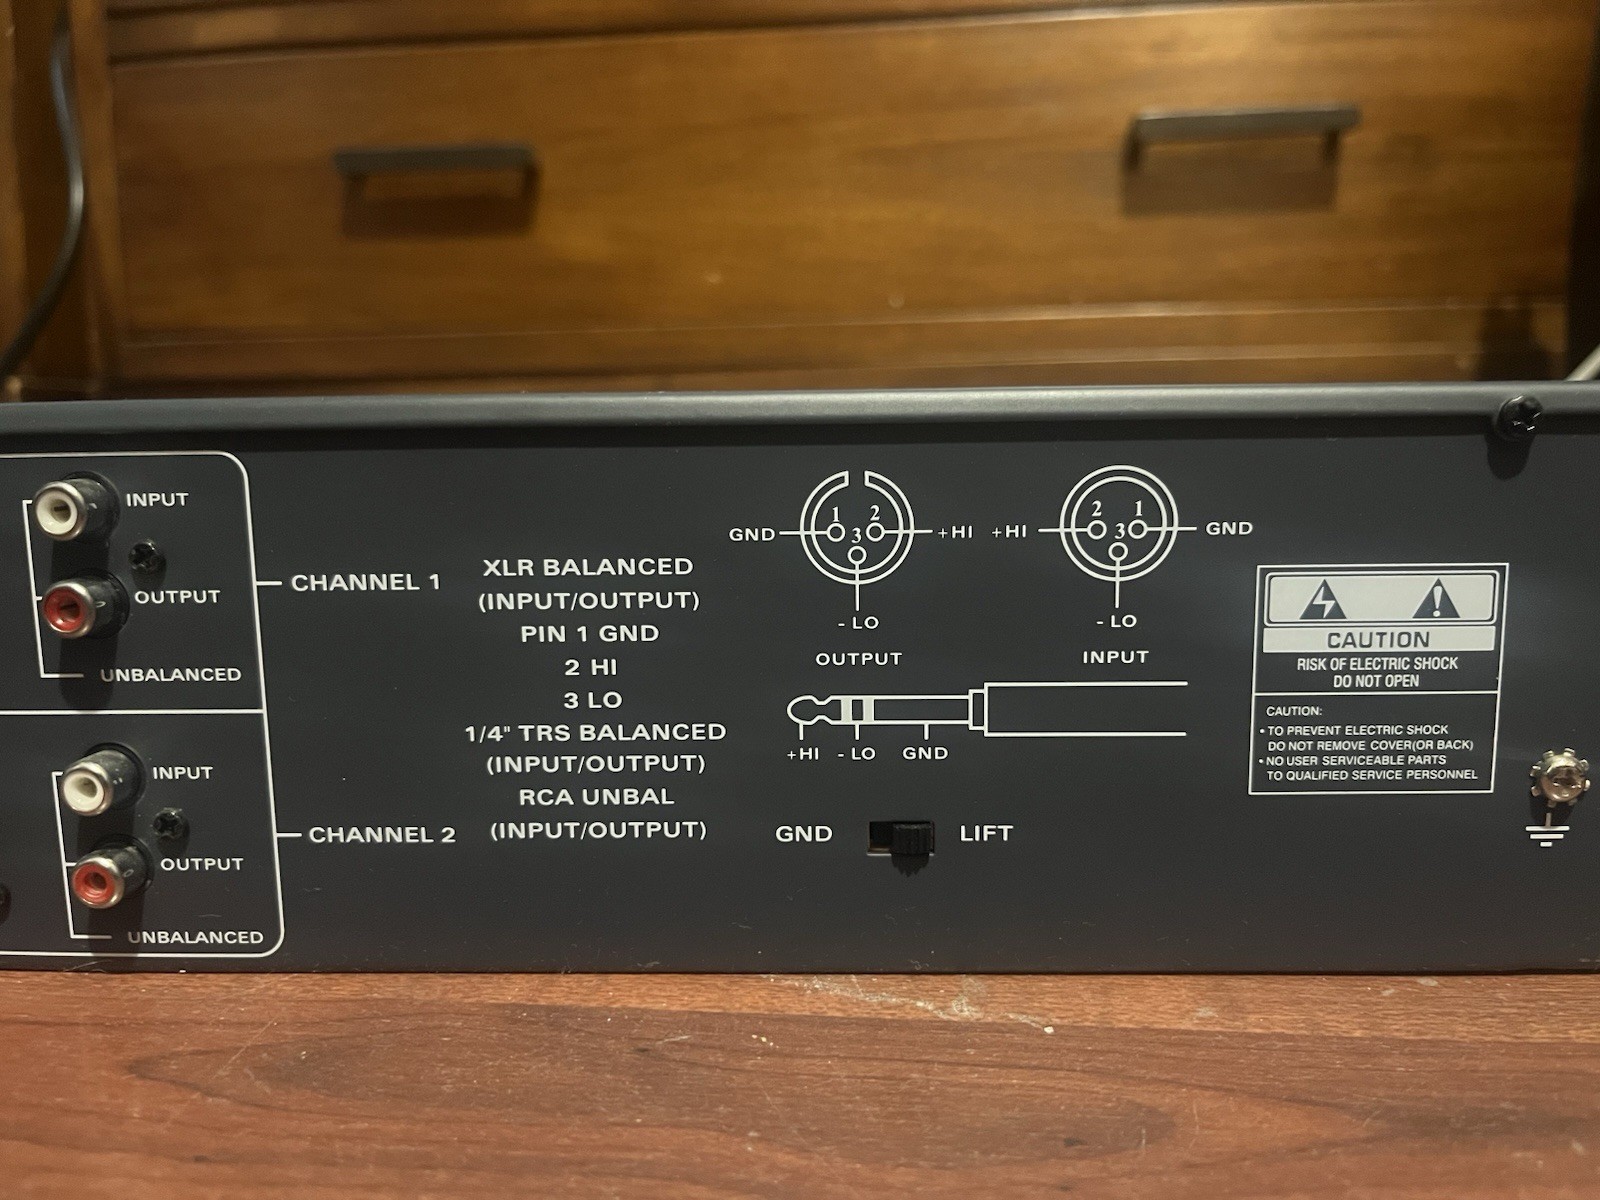 INPUT
OUTPUT
UNBALANCED
CHANNEL 1
INPUT
OUTPUT
UNBALANCED
CHANNEL 2
XLR BALANCED
(INPUT/OUTPUT)
PIN 1 GND
2 HI
3 LO
1/4" TRS BALANCED
(INPUT/OUTPUT)
RCA UNBAL
(INPUT/OUTPUT)
GND 1 2 3 +HI
- LO
OUTPUT
+HI 2 1 3 GND
- LO
INPUT
+HI - LO GND
GND LIFT
CAUTION
RISK OF ELECTRIC SHOCK
DO NOT OPEN
CAUTION:
• TO PREVENT ELECTRIC SHOCK
DO NOT REMOVE COVER(OR BACK)
• NO USER SERVICEABLE PARTS
TO QUALIFIED SERVICE PERSONNEL